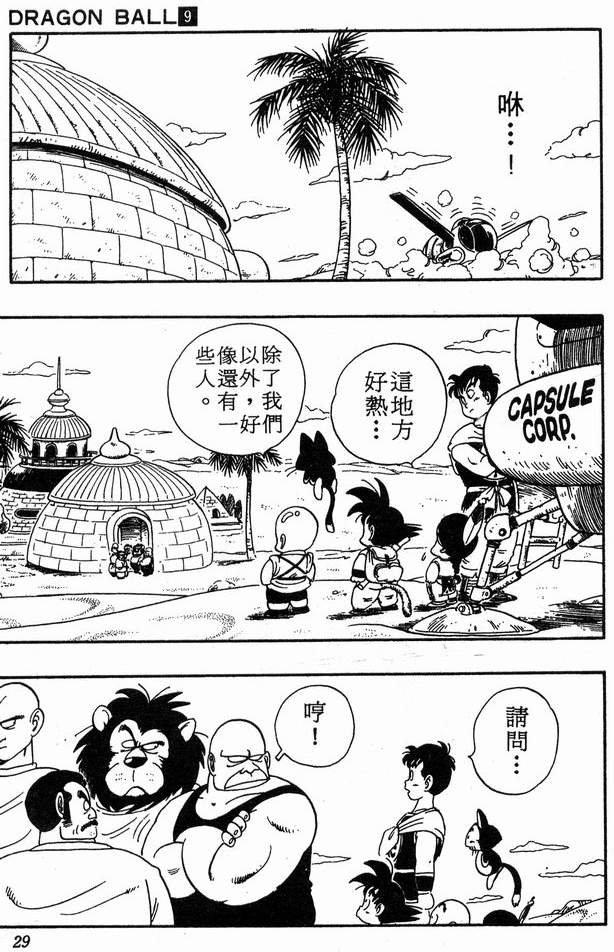 DRAGON BALL 9
咻…！
這地方
好熱…
除了我們
以外，好
像還有一
些人。
CAPSULE
CORP.
請問…
哼！
29